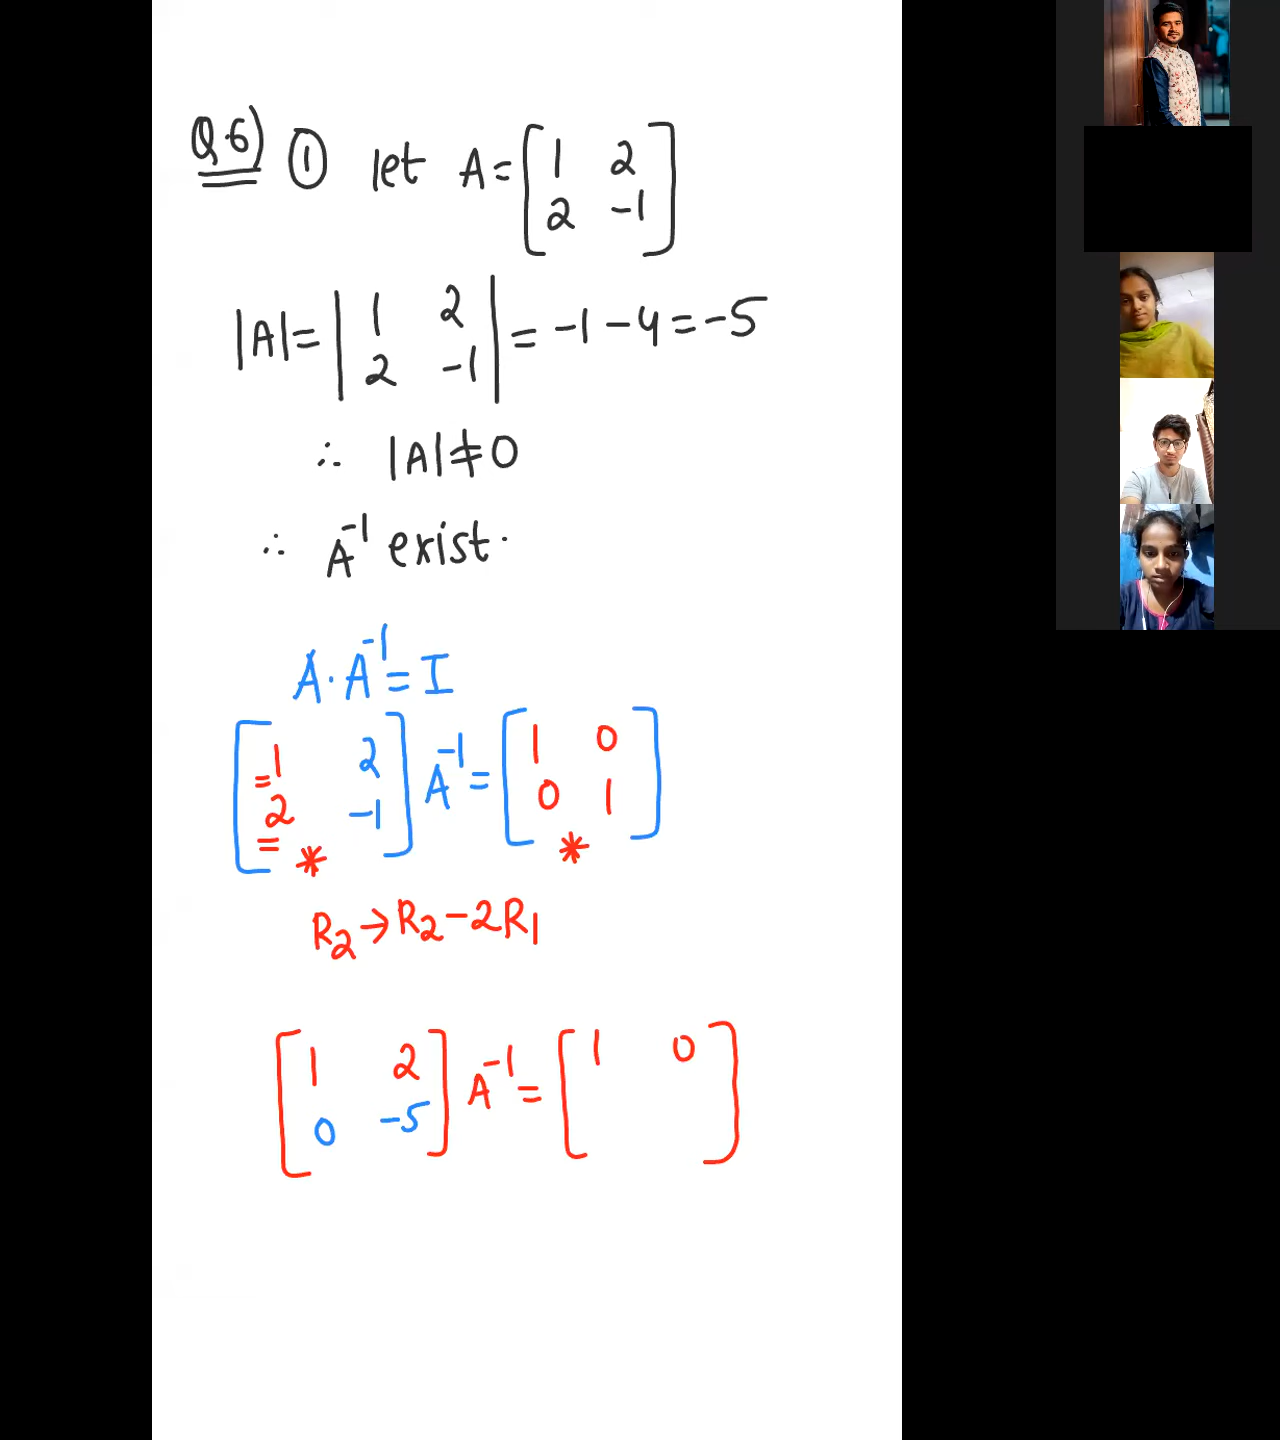 Q.6) ① let A = [1 2
2 -1]
|A| = |1 2
2 -1| = -1 - 4 = -5
∴ |A| ≠ 0
∴ A⁻¹ exist.
A · A⁻¹ = I
[1 2
2 -1] A⁻¹ = [1 0
0 1]
* *
R₂ → R₂ - 2R₁
[1 2
0 -5] A⁻¹ = [1 0
]